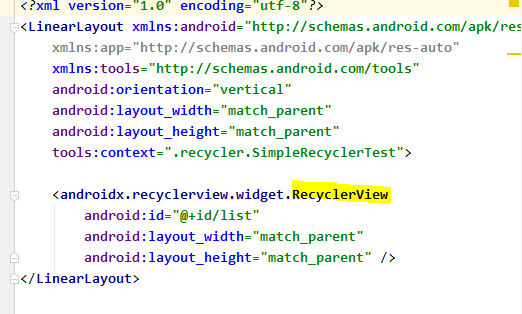 <?xml version="1.0" encoding="utf-8"?>
<LinearLayout xmlns:android="http://schemas.android.com/apk/res
xmlns:app="http://schemas.android.com/apk/res-auto"
xmlns:tools="http://schemas.android.com/tools"
android:orientation="vertical"
android:layout_width="match_parent"
android:layout_height="match_parent"
tools:context=".recycler.SimpleRecyclerTest">
<androidx.recyclerview.widget.RecyclerView
android:id="@+id/list"
android:layout_width="match_parent"
android:layout_height="match_parent" />
</LinearLayout>